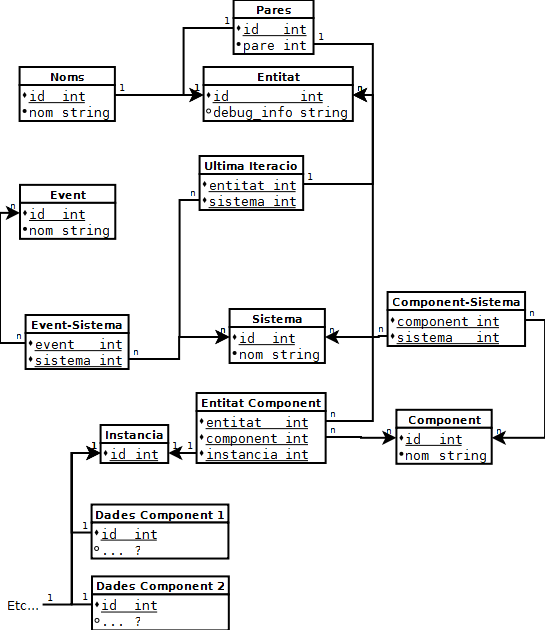 Pares
id int
pare int
1
1
Noms
id int
nom string
1
1
Entitat
id int
debug_info string
n
Ultima Iteracio
entitat int
sistema int
1
n
Event
id int
nom string
n
Component-Sistema
component int
sistema int
n
n
Event-Sistema
event int
sistema int
n
n
Sistema
id int
nom string
n
n
Entitat Component
entitat int
component int
instancia int
n
n
1
Component
id int
nom string
n
n
Instancia
id int
1
1
Dades Component 1
id int
... ?
1
Dades Component 2
id int
... ?
1
Etc...
1